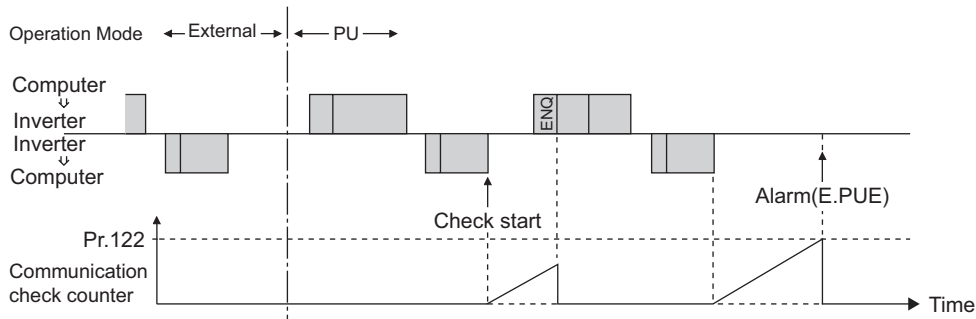 Operation Mode
External
PU
Computer
Inverter
Inverter
Computer
ENQ
Alarm(E.PUE)
Check start
Pr.122
Communication
check counter
Time